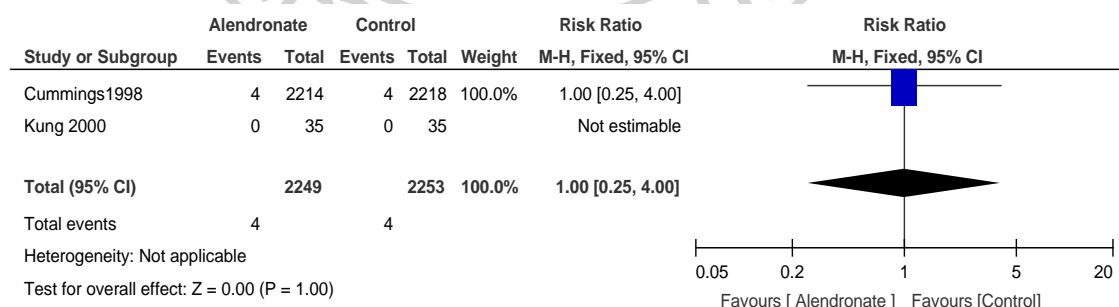 Alendronate Control Risk Ratio Risk Ratio
Study or Subgroup Events Total Events Total Weight M-H, Fixed, 95% CI M-H, Fixed, 95% CI
Cummings1998 4 2214 4 2218 100.0% 1.00 [0.25, 4.00]
Kung 2000 0 35 0 35 Not estimable
Total (95% CI) 2249 2253 100.0% 1.00 [0.25, 4.00]
Total events 4 4
Heterogeneity: Not applicable
Test for overall effect: Z = 0.00 (P = 1.00)
0.05 0.2 1 5 20
Favours [ Alendronate ] Favours [Control]